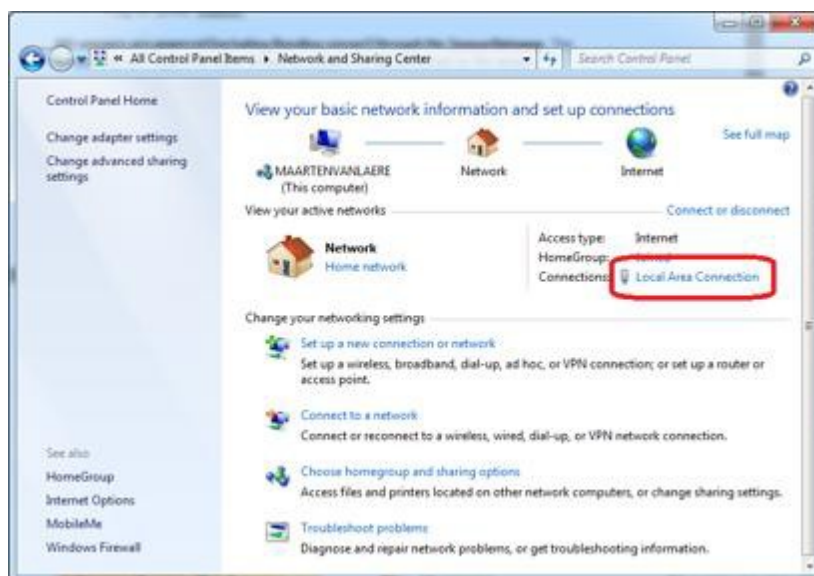 All Control Panel Items Network and Sharing Center
Search Control Panel
Control Panel Home
Change adapter settings
Change advanced sharing
settings
View your basic network information and set up connections
See full map
MAARTENVANLAERE
(This computer)
Network
Internet
View your active networks
Connect or disconnect
Network
Home network
Access type: Internet
HomeGroup:
Connections: Local Area Connection
Change your networking settings
Set up a new connection or network
Set up a wireless, broadband, dial-up, ad hoc, or VPN connection; or set up a router or
access point.
Connect to a network
Connect or reconnect to a wireless, wired, dial-up, or VPN network connection.
Choose homegroup and sharing options
Access files and printers located on other network computers, or change sharing settings.
Troubleshoot problems
Diagnose and repair network problems, or get troubleshooting information.
See also
HomeGroup
Internet Options
MobileMe
Windows Firewall